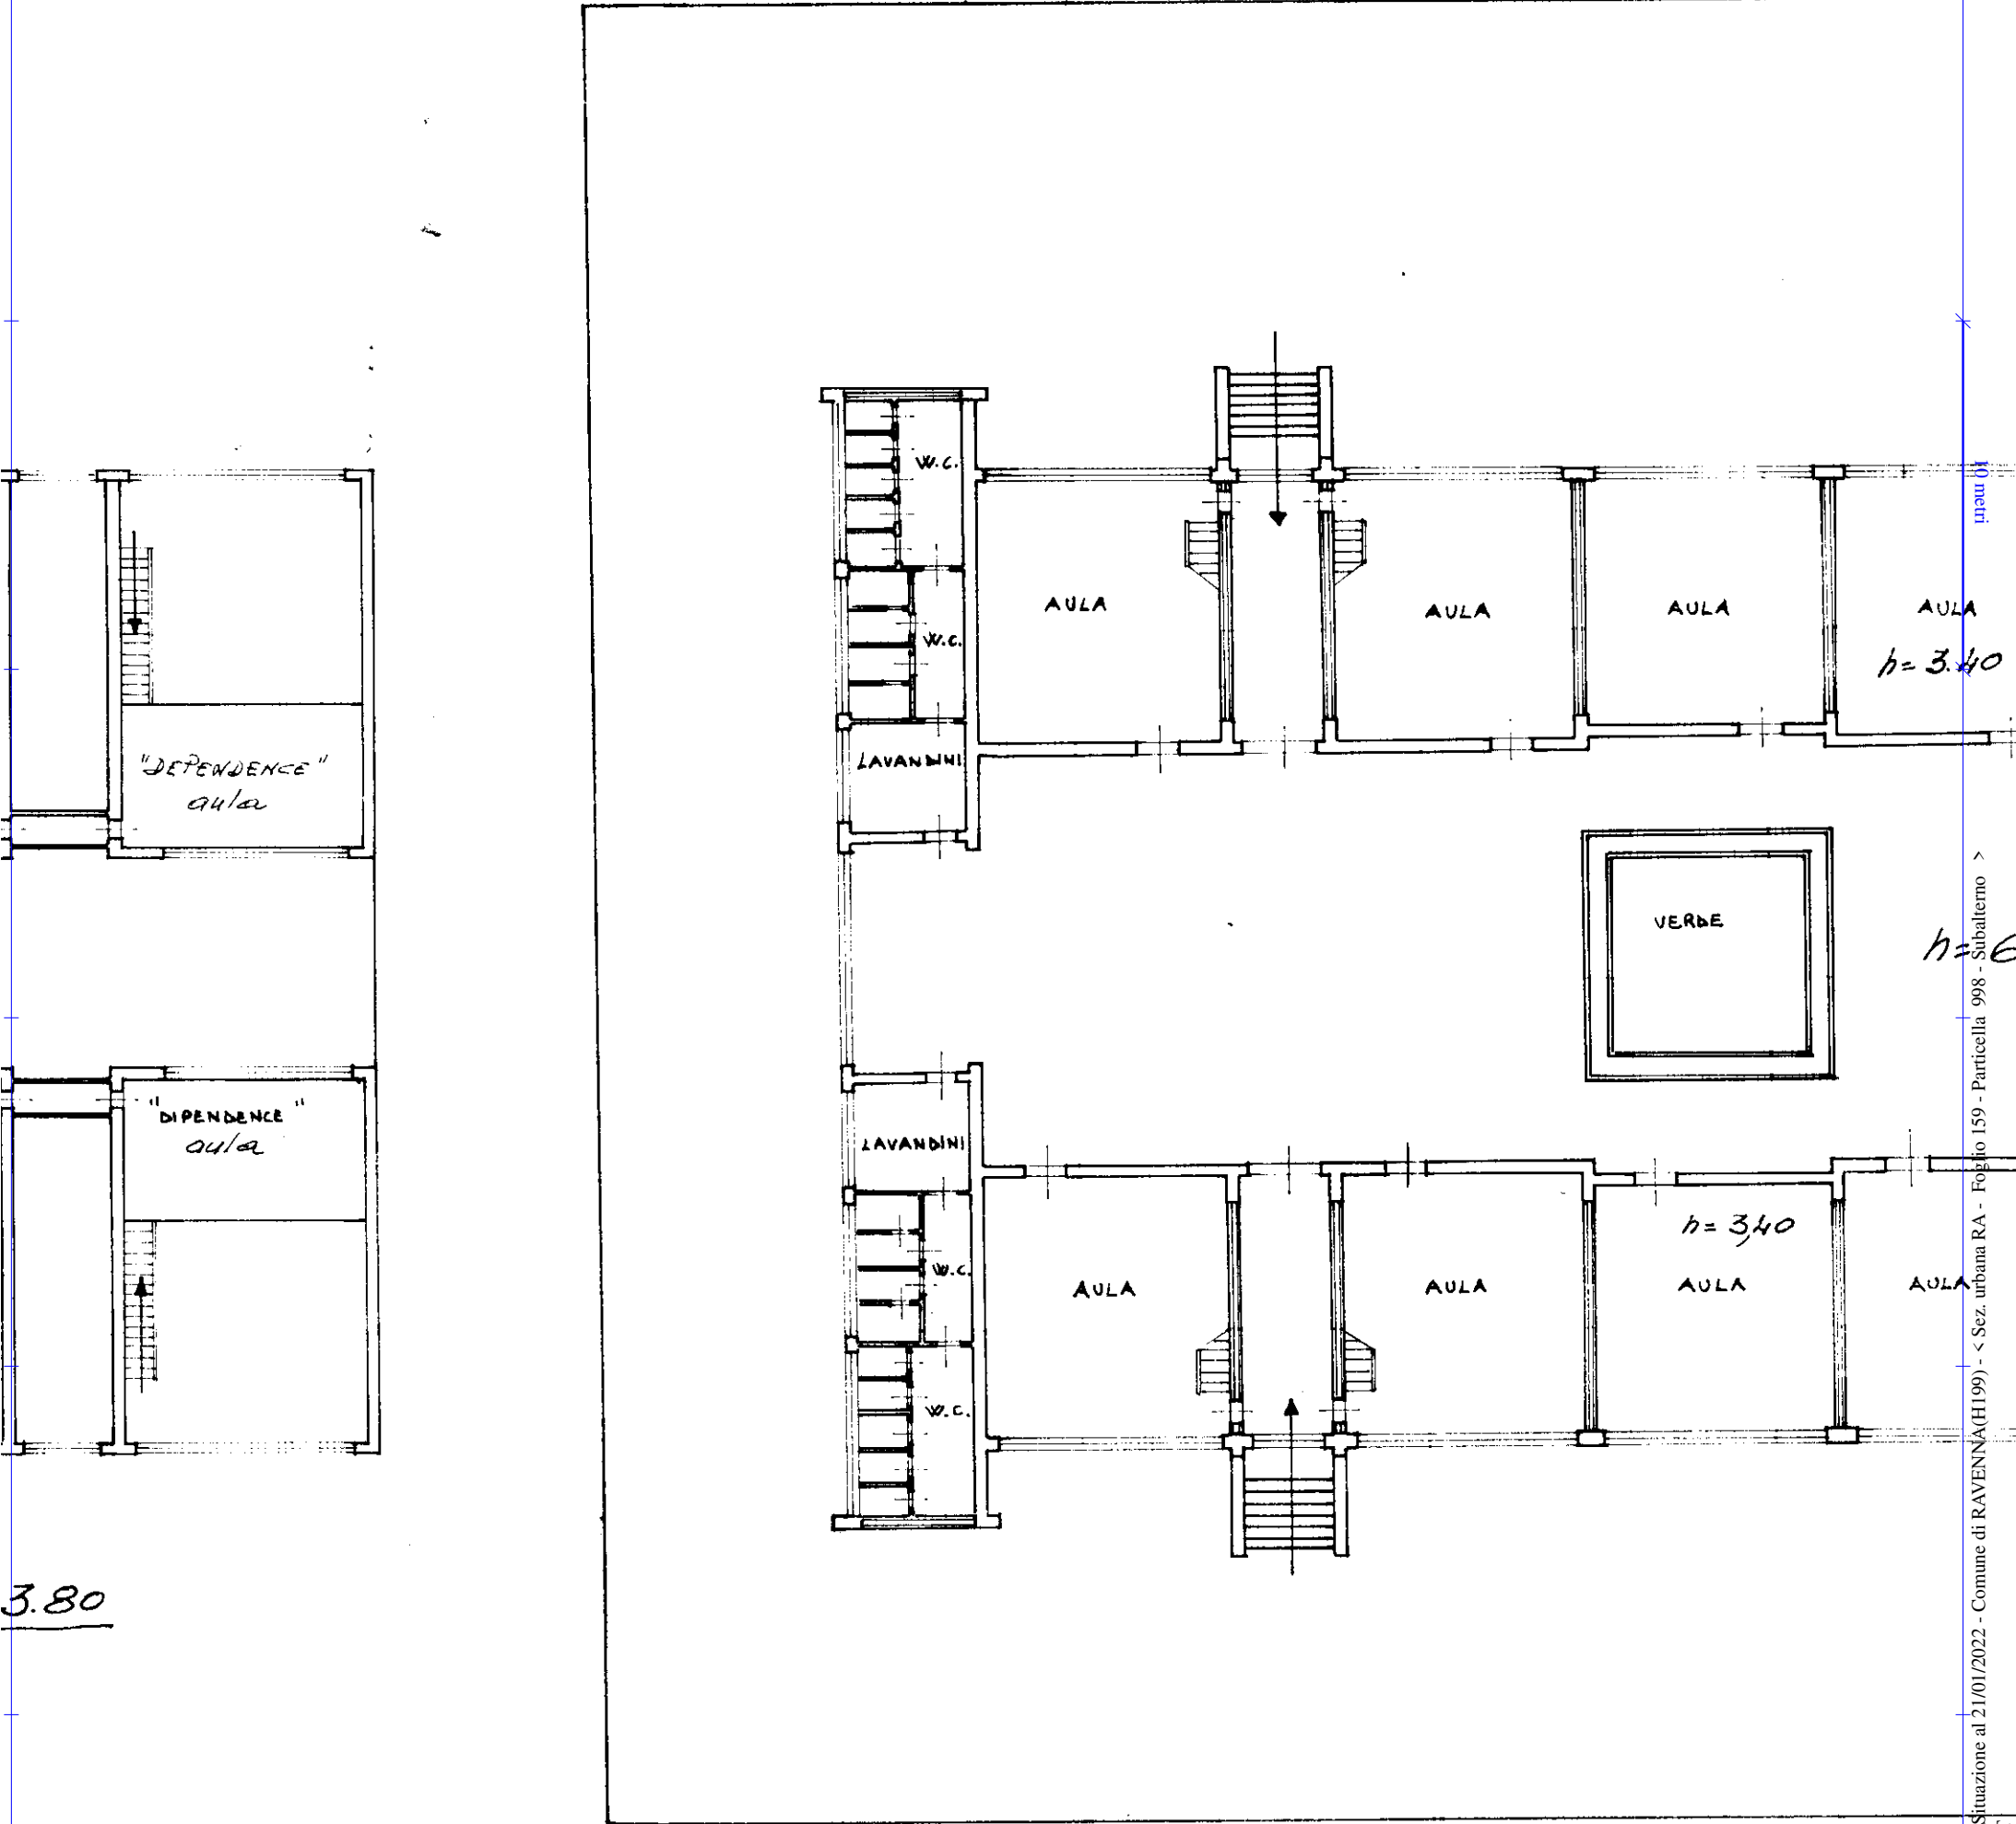 W.C.
W.C.
AULA
AULA
AULA
AULA
h= 3.40
10 metri
"DEPENDENCE"
aula
LAVANDINI
VERDE
h= 6
"DIPENDENCE"
aula
LAVANDINI
h= 3,40
W.C.
AULA
AULA
AULA
AULA
W.C.
3.80
Situazione al 21/01/2022 - Comune di RAVENNA(H199) - < Sez. urbana RA - Foglio 159 - Particella 998 - Subalterno >